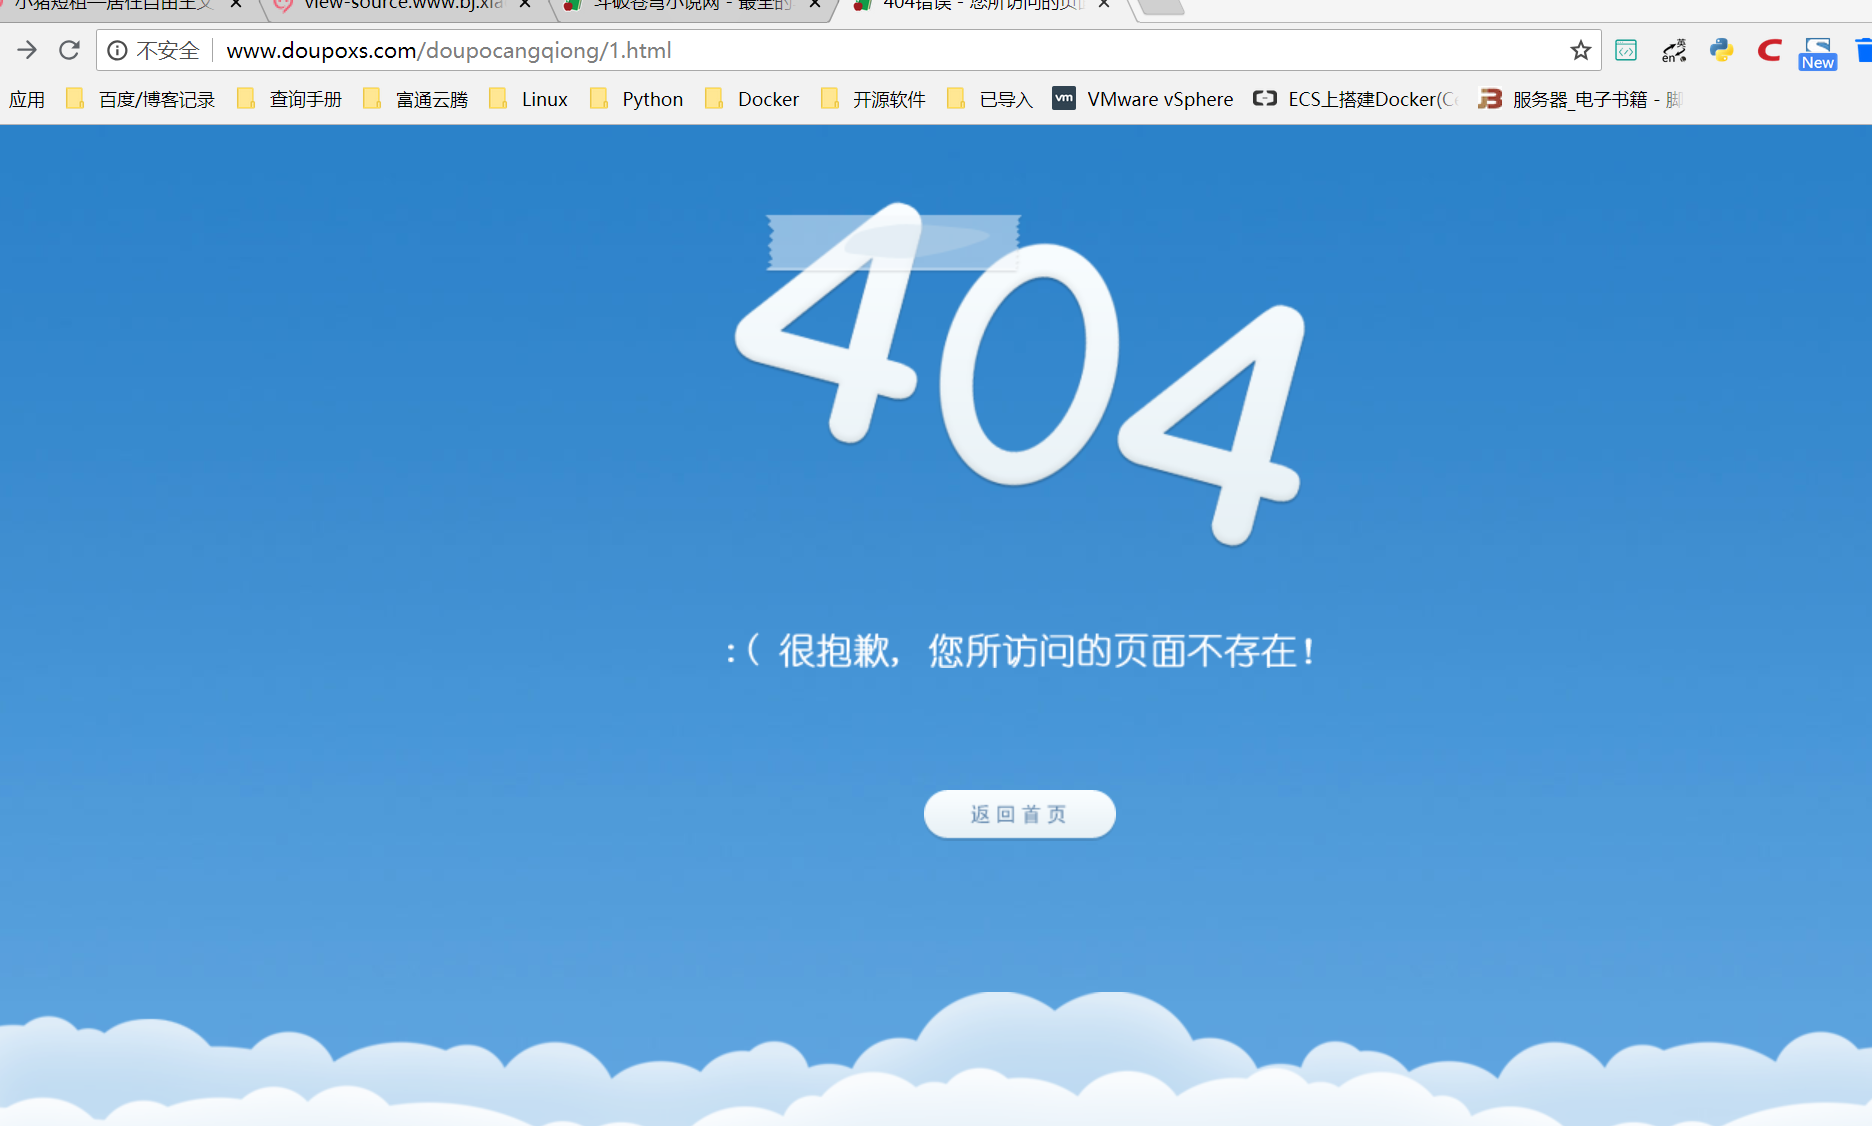 小猪短租—居住自由主义
view-source:www.bj.xia
斗破苍穹小说网 - 最全的
404错误 - 您所访问的页
不安全
www.doupoxs.com/doupocangqiong/1.html
英
en
New
应用
百度/博客记录
查询手册
富通云腾
Linux
Python
Docker
开源软件
已导入
vm
VMware vSphere
ECS上搭建Docker(Ce
服务器_电子书籍 - 脚
404
:( 很抱歉, 您所访问的页面不存在!
返回首页